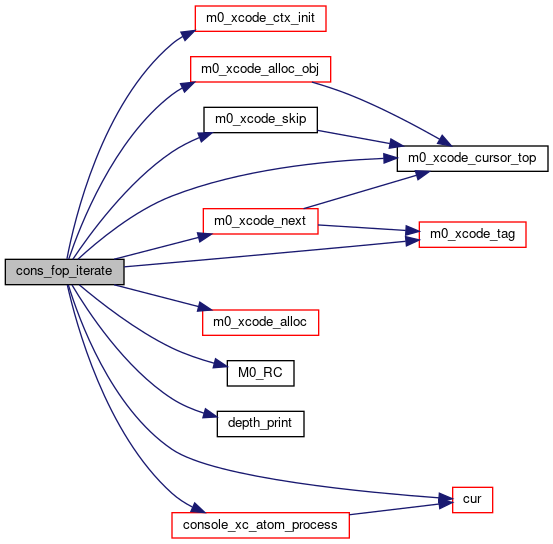 m0_xcode_ctx_init
m0_xcode_alloc_obj
m0_xcode_skip
m0_xcode_cursor_top
m0_xcode_next
m0_xcode_tag
cons_fop_iterate
m0_xcode_alloc
M0_RC
depth_print
cur
console_xc_atom_process